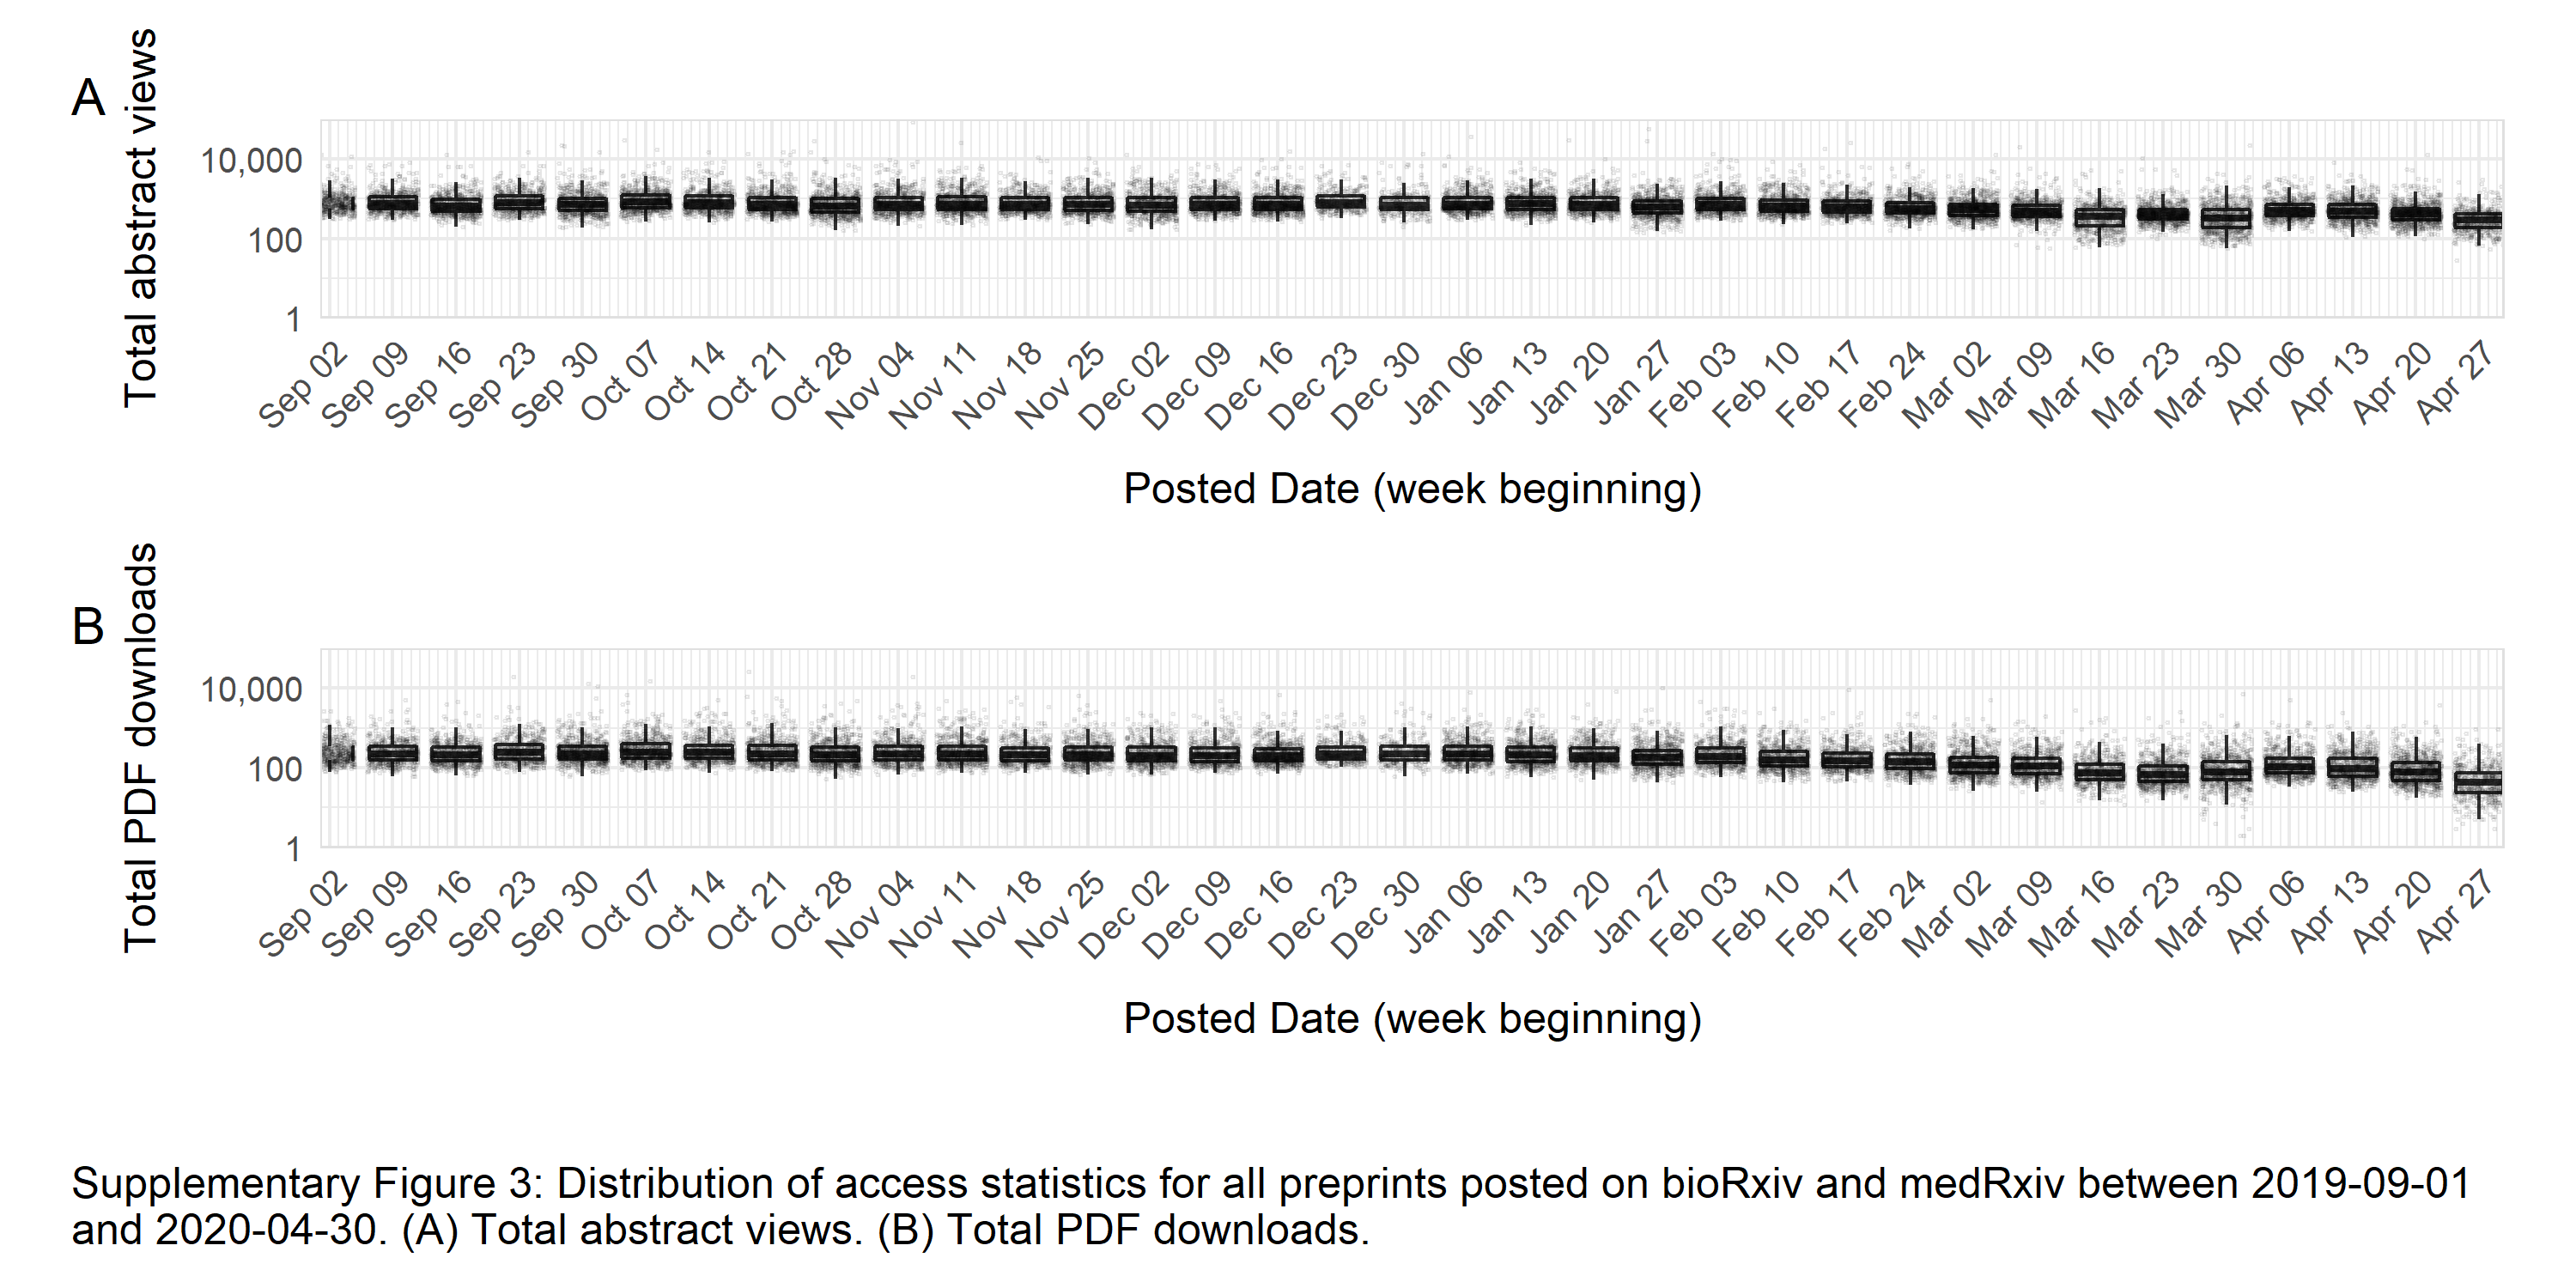 A
Total abstract views
10,000
100
1
Sep 02
Sep 09
Sep 16
Sep 23
Sep 30
Oct 07
Oct 14
Oct 21
Oct 28
Nov 04
Nov 11
Nov 18
Nov 25
Dec 02
Dec 09
Dec 16
Dec 23
Dec 30
Jan 06
Jan 13
Jan 20
Jan 27
Feb 03
Feb 10
Feb 17
Feb 24
Mar 02
Mar 09
Mar 16
Mar 23
Mar 30
Apr 06
Apr 13
Apr 20
Apr 27
Posted Date (week beginning)
B
Total PDF downloads
10,000
100
1
Sep 02
Sep 09
Sep 16
Sep 23
Sep 30
Oct 07
Oct 14
Oct 21
Oct 28
Nov 04
Nov 11
Nov 18
Nov 25
Dec 02
Dec 09
Dec 16
Dec 23
Dec 30
Jan 06
Jan 13
Jan 20
Jan 27
Feb 03
Feb 10
Feb 17
Feb 24
Mar 02
Mar 09
Mar 16
Mar 23
Mar 30
Apr 06
Apr 13
Apr 20
Apr 27
Posted Date (week beginning)
Supplementary Figure 3: Distribution of access statistics for all preprints posted on bioRxiv and medRxiv between 2019-09-01
and 2020-04-30. (A) Total abstract views. (B) Total PDF downloads.